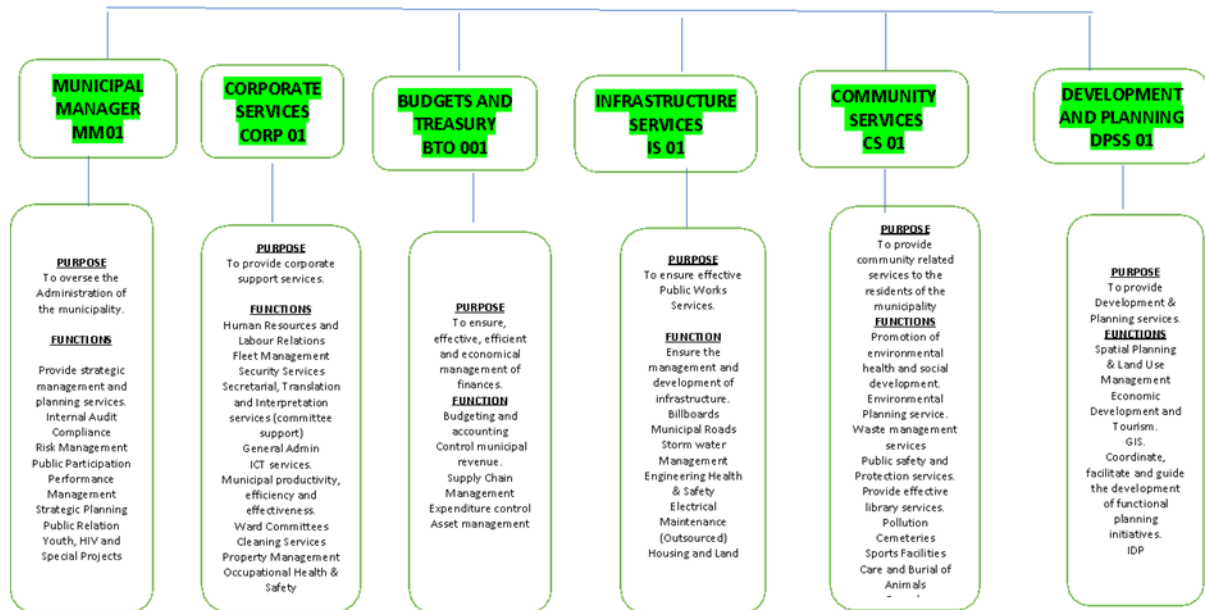 MUNICIPAL
MANAGER
MM01
CORPORATE
SERVICES
CORP 01
BUDGETS AND
TREASURY
BTO 001
INFRASTRUCTURE
SERVICES
IS 01
COMMUNITY
SERVICES
CS 01
DEVELOPMENT
AND PLANNING
DPSS 01
PURPOSE
To oversee the
Administration of
the municipality.
FUNCTIONS
Provide strategic
management and
planning services.
Internal Audit
Compliance
Risk Management
Public Participation
Performance
Management
Strategic Planning
Public Relation
Youth, HIV and
Special Projects
PURPOSE
To provide corporate
support services.
FUNCTIONS
Human Resources and
Labour Relations
Fleet Management
Security Services
Secretarial, Translation
and Interpretation
services (committee
support)
General Admin
ICT services.
Municipal productivity,
efficiency and
effectiveness.
Ward Committees
Cleaning Services
Property Management
Occupational Health &
Safety
PURPOSE
To ensure,
effective, efficient
and economical
management of
finances.
FUNCTION
Budgeting and
accounting
Control municipal
revenue.
Supply Chain
Management
Expenditure control
Asset management
PURPOSE
To ensure effective
Public Works
Services.
FUNCTION
Ensure the
management and
development of
infrastructure.
Billboards
Municipal Roads
Storm water
Management
Engineering Health
& Safety
Electrical
Maintenance
(Outsourced)
Housing and Land
PURPOSE
To provide
community related
services to the
residents of the
municipality
FUNCTIONS
Promotion of
environmental
health and social
development.
Environmental
Planning service.
Waste management
services
Public safety and
Protection services.
Provide effective
library services.
Pollution
Cemeteries
Sports Facilities
Care and Burial of
Animals
PURPOSE
To provide
Development &
Planning services.
FUNCTIONS
Spatial Planning
& Land Use
Management
Economic
Development and
Tourism.
GIS.
Coordinate,
facilitate and guide
the development
of functional
planning
initiatives.
IDP